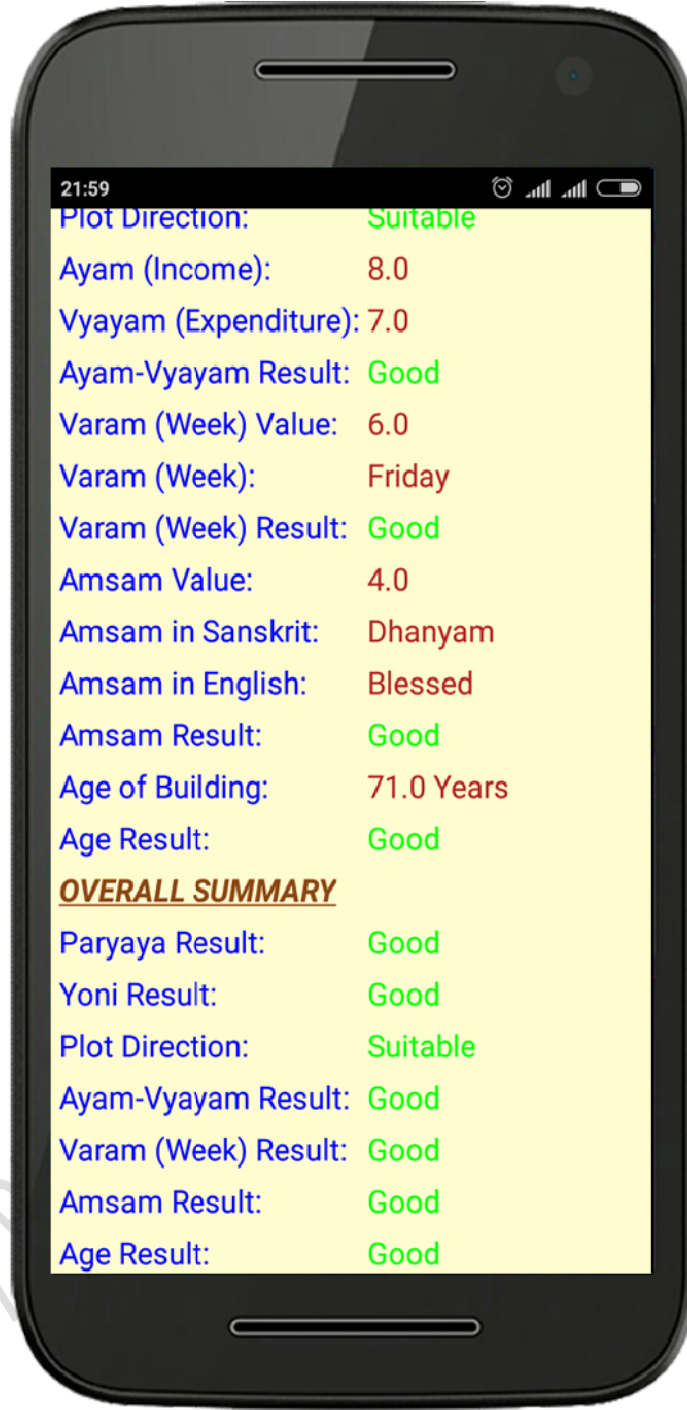 21:59
Plot Direction: Suitable
Ayam (Income): 8.0
Vyayam (Expenditure): 7.0
Ayam-Vyayam Result: Good
Varam (Week) Value: 6.0
Varam (Week): Friday
Varam (Week) Result: Good
Amsam Value: 4.0
Amsam in Sanskrit: Dhanyam
Amsam in English: Blessed
Amsam Result: Good
Age of Building: 71.0 Years
Age Result: Good
OVERALL SUMMARY
Paryaya Result: Good
Yoni Result: Good
Plot Direction: Suitable
Ayam-Vyayam Result: Good
Varam (Week) Result: Good
Amsam Result: Good
Age Result: Good